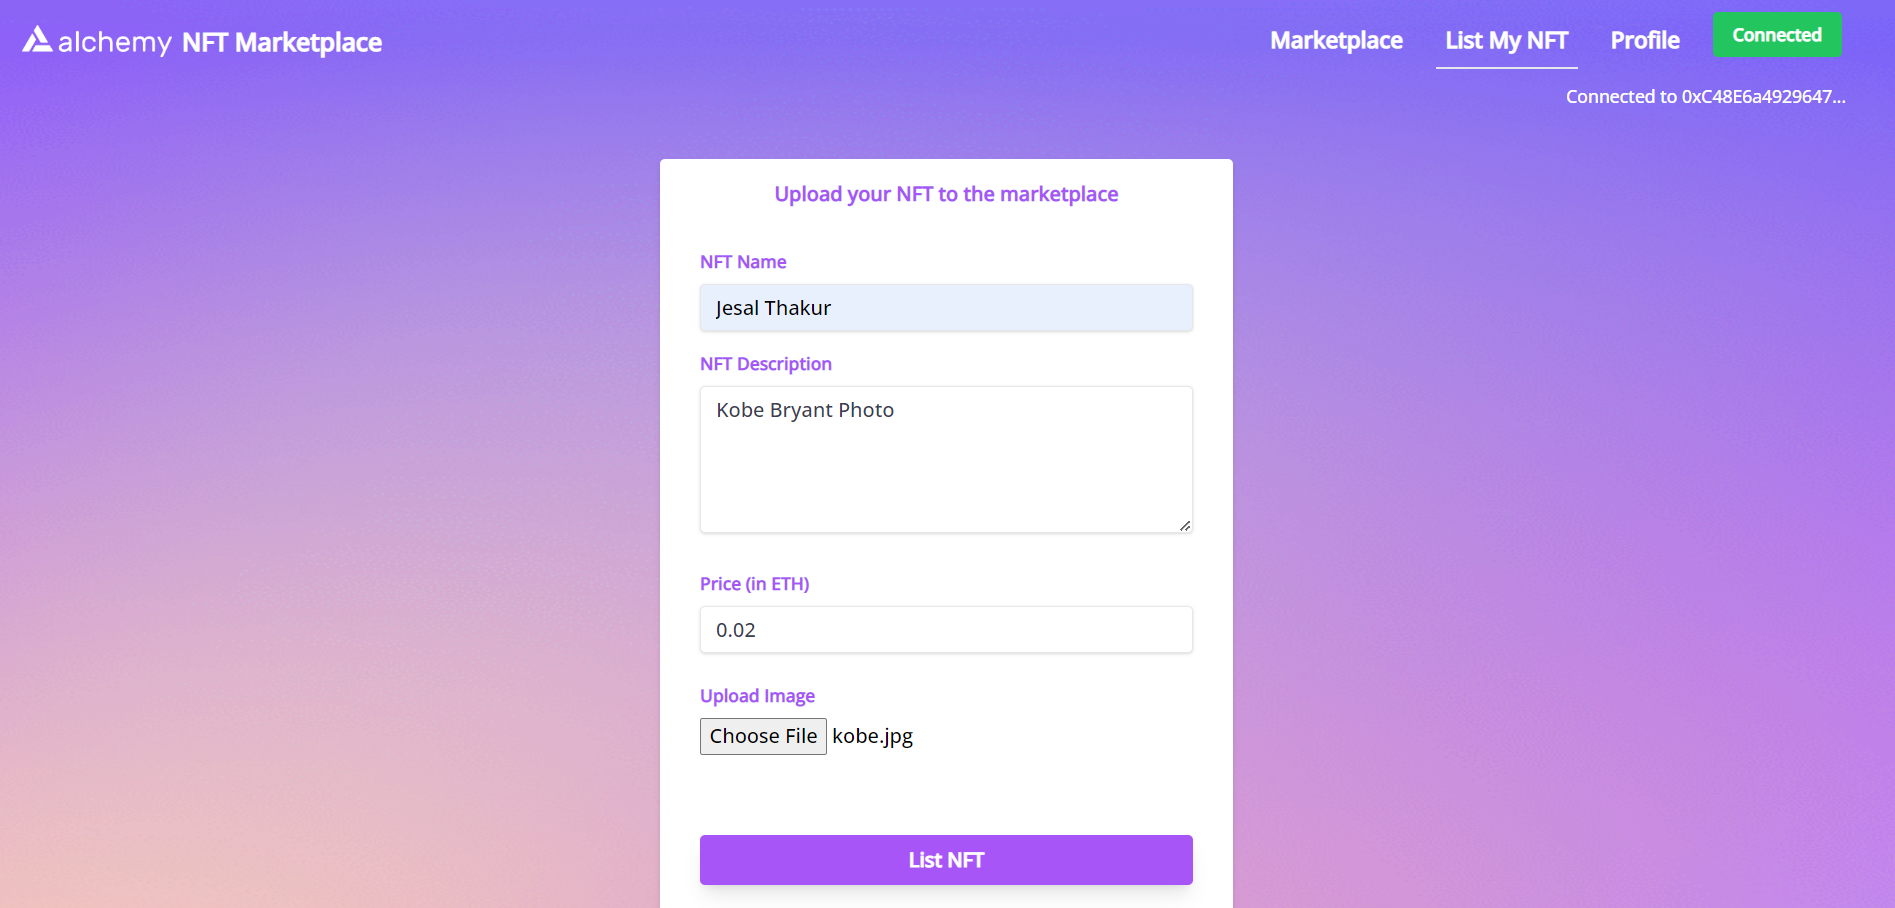 alchemy NFT Marketplace
Marketplace List My NFT Profile Connected
Connected to 0xC48E6a4929647...
Upload your NFT to the marketplace
NFT Name
Jesal Thakur
NFT Description
Kobe Bryant Photo
Price (in ETH)
0.02
Upload Image
Choose File kobe.jpg
List NFT